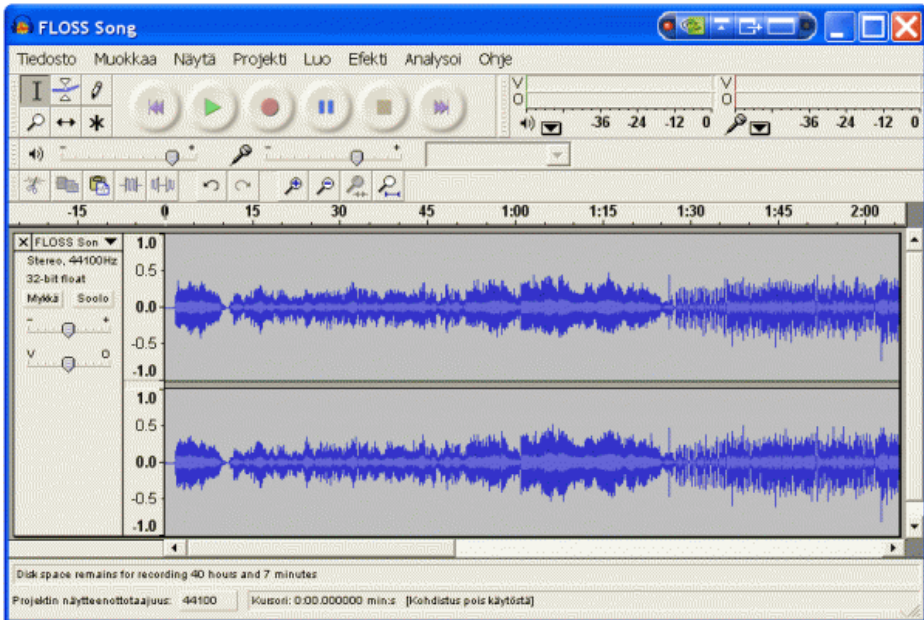 FLOSS Song
Tiedosto Muokkaa Näytä Projekti Luo Efekti Analysoi Ohje
V O -36 -24 -12 0 V O -36 -24 -12 0
- + - +
-15 0 15 30 45 1:00 1:15 1:30 1:45 2:00
X FLOSS Son
Stereo, 44100Hz
32-bit float
Mykkä Soolo
- +
V O
1.0
0.5
0.0
-0.5
-1.0
1.0
0.5
0.0
-0.5
-1.0
Disk space remains for recording 40 hours and 7 minutes
Projektin näytteenottotaajuus: 44100 Kursori: 0:00.000000 min:s [Kohdistus pois käytöstä]